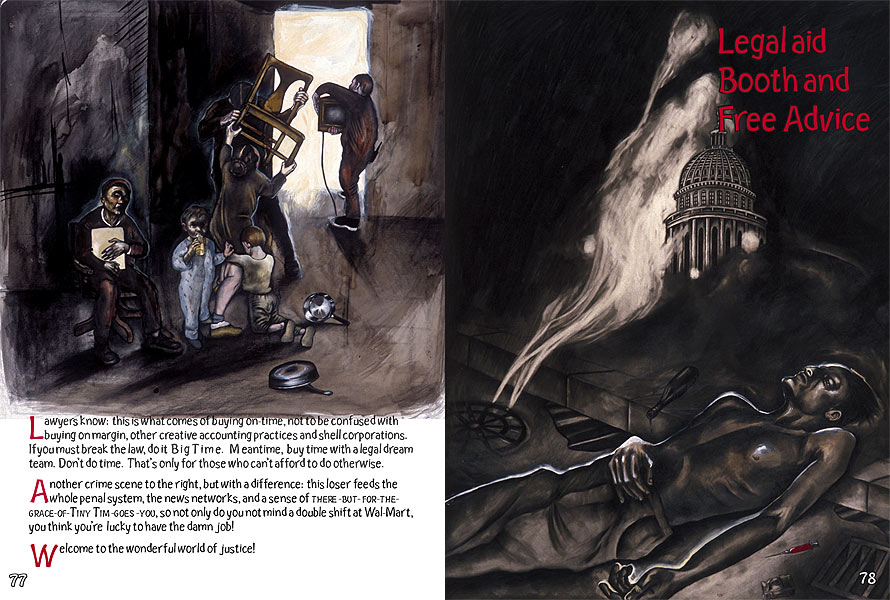 Lawyers know: this is what comes of buying on-time, not to be confused with
buying on margin, other creative accounting practices and shell corporations.
If you must break the law, do it Big Time. Meantime, buy time with a legal dream
team. Don't do time. That's only for those who can't afford to do otherwise.
Another crime scene to the right, but with a difference: this loser feeds the
whole penal system, the news networks, and a sense of THERE-BUT-FOR-THE-
GRACE-OF-TINY TIM-GOES-YOU, so not only do you not mind a double shift at Wal-Mart,
you think you're lucky to have the damn job!
Welcome to the wonderful world of justice!
77
Legal aid
Booth and
Free Advice
78